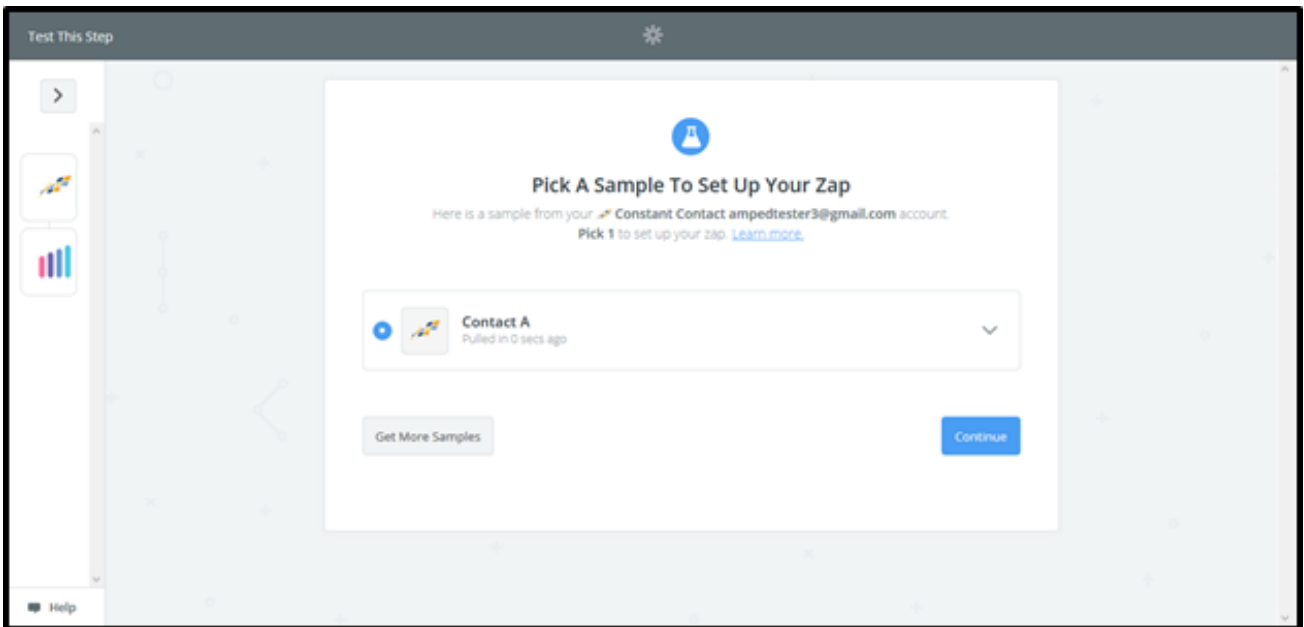 Test This Step
Pick A Sample To Set Up Your Zap
Here is a sample from your Constant Contact ampedtester3@gmail.com account.
Pick 1 to set up your zap. Learn more.
Contact A
Pulled in 0 secs ago
Get More Samples
Continue
Help